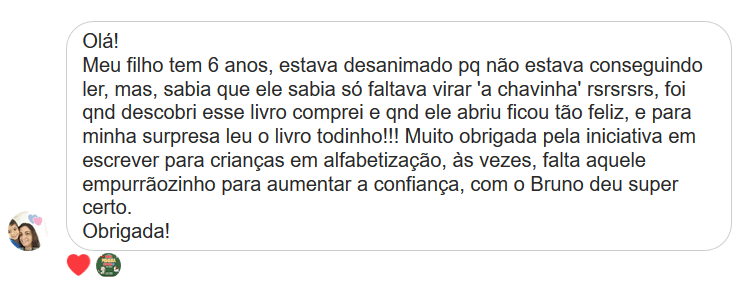 Olá!
Meu filho tem 6 anos, estava desanimado pq não estava conseguindo
ler, mas, sabia que ele sabia só faltava virar 'a chavinha' rsrsrsrs, foi
qnd descobri esse livro comprei e qnd ele abriu ficou tão feliz, e para
minha surpresa leu o livro todinho!!! Muito obrigada pela iniciativa em
escrever para crianças em alfabetização, às vezes, falta aquele
empurrãozinho para aumentar a confiança, com o Bruno deu super
certo.
Obrigada!